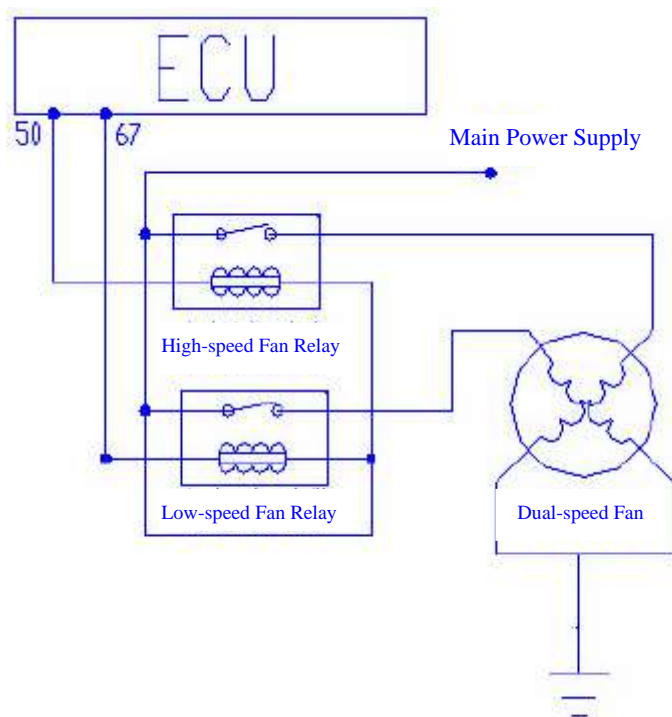 ECU
50
67
Main Power Supply
High-speed Fan Relay
Low-speed Fan Relay
Dual-speed Fan